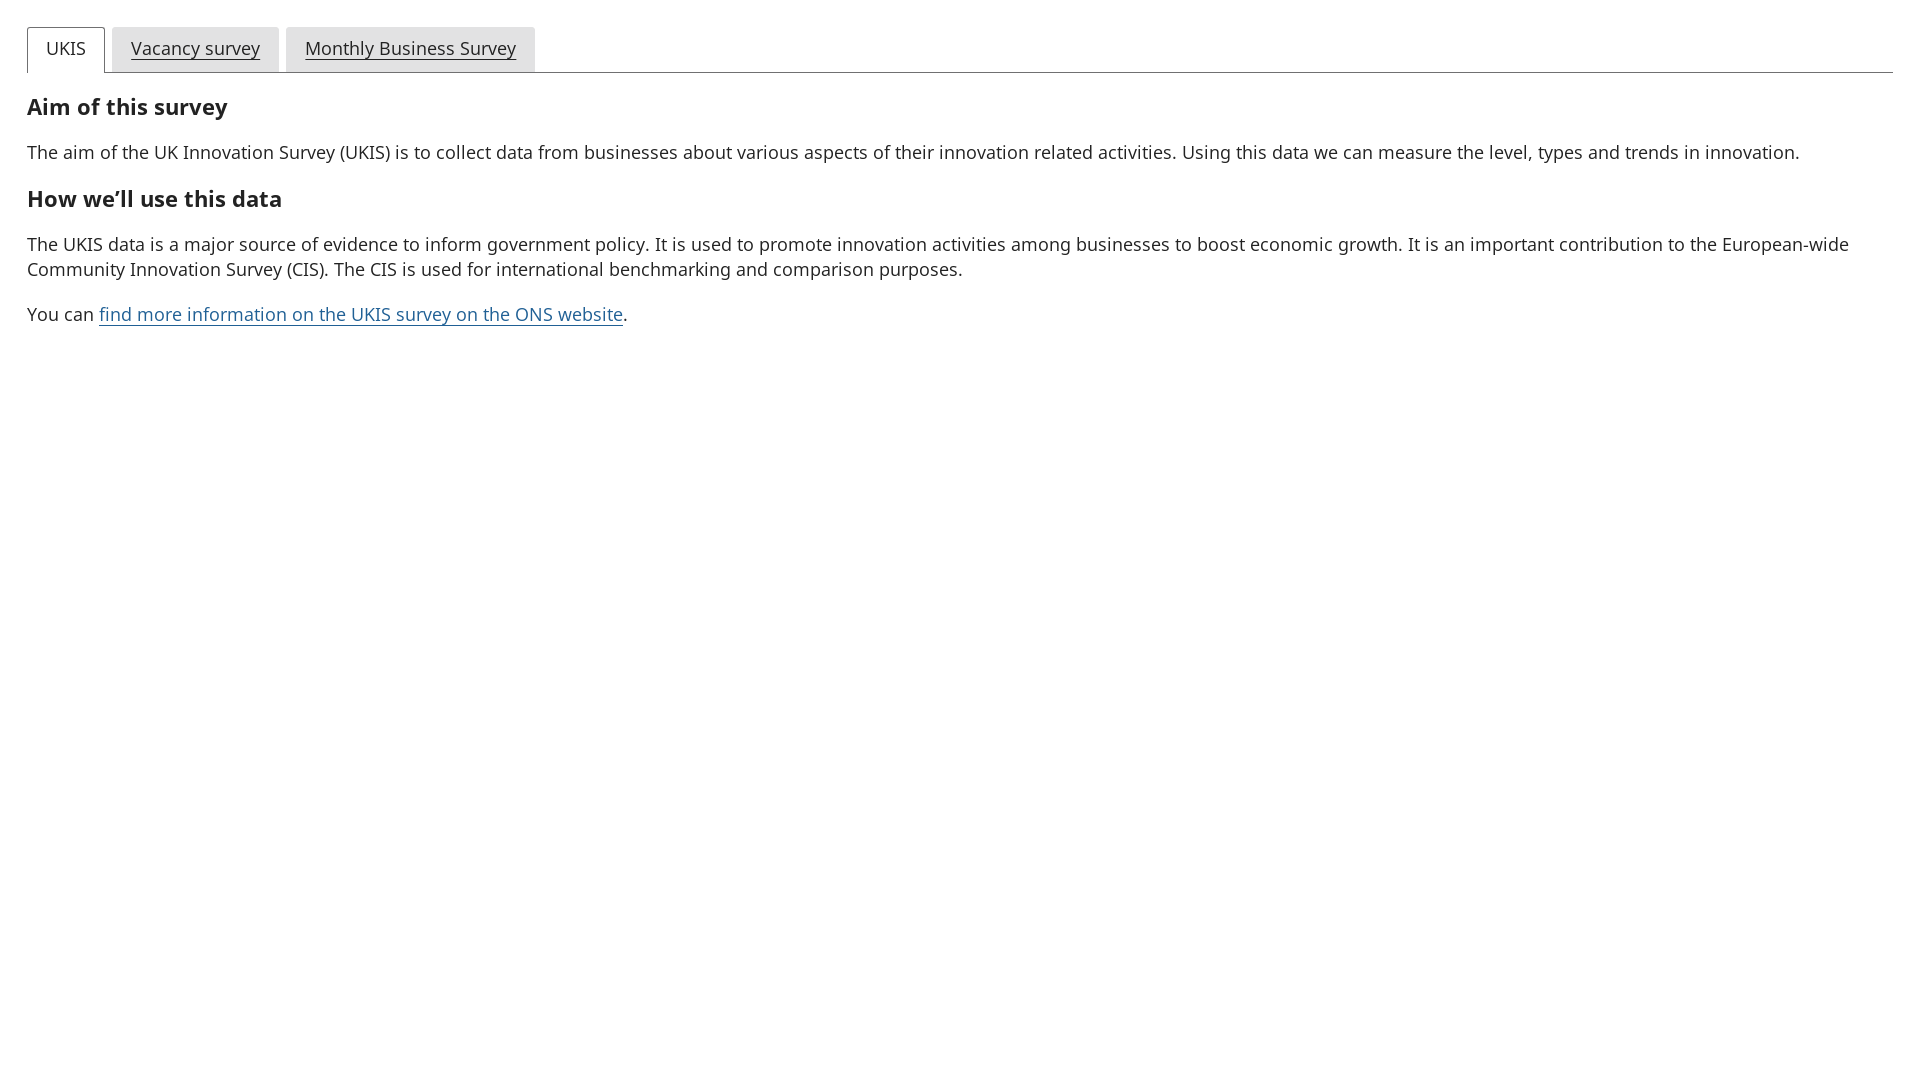 UKIS
Vacancy survey
Monthly Business Survey
Aim of this survey
The aim of the UK Innovation Survey (UKIS) is to collect data from businesses about various aspects of their innovation related activities. Using this data we can measure the level, types and trends in innovation.
How we’ll use this data
The UKIS data is a major source of evidence to inform government policy. It is used to promote innovation activities among businesses to boost economic growth. It is an important contribution to the European-wide
Community Innovation Survey (CIS). The CIS is used for international benchmarking and comparison purposes.
You can find more information on the UKIS survey on the ONS website.